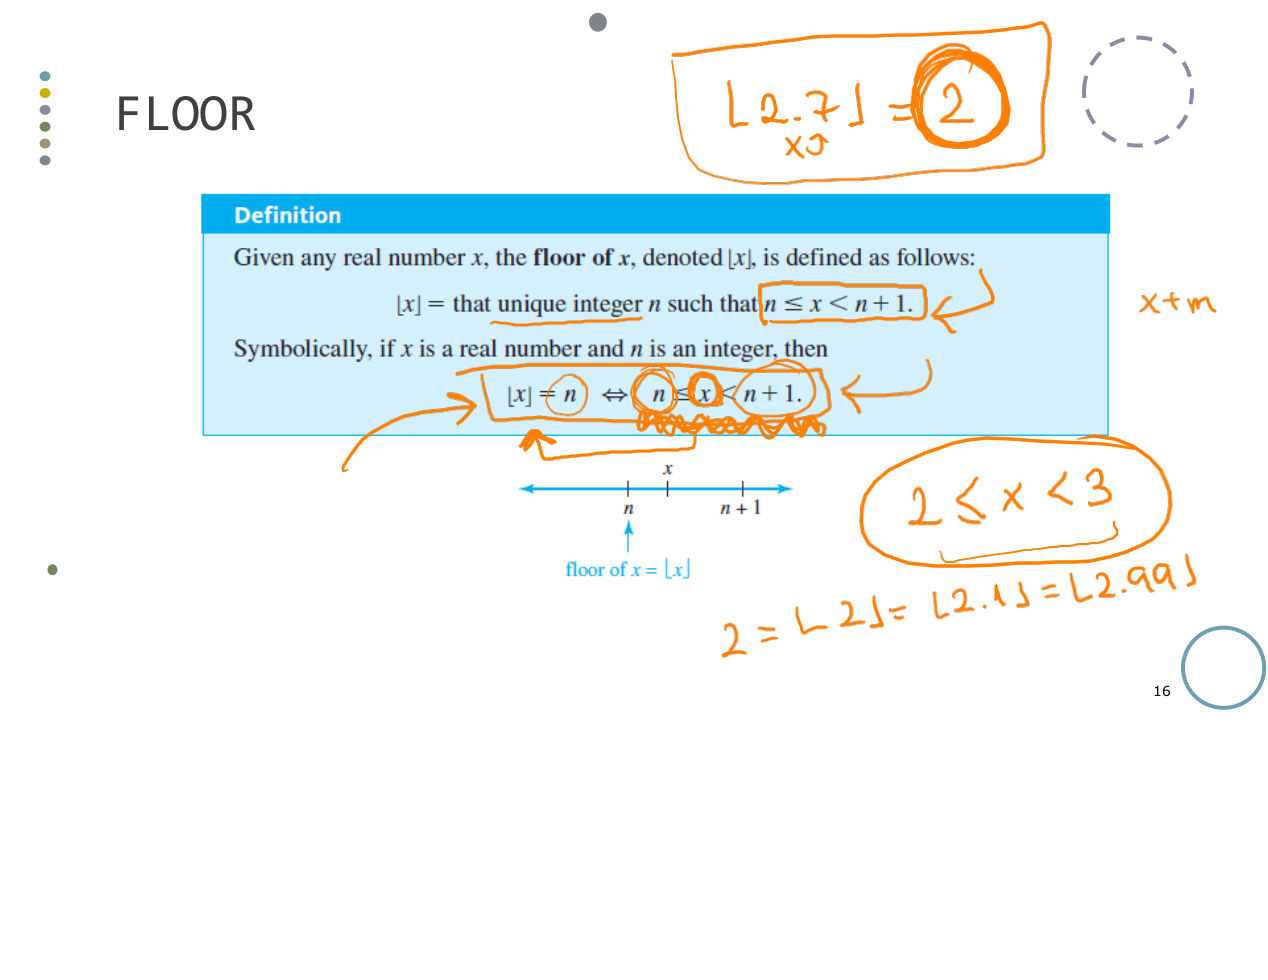 ⌊2.7⌋ = 2
x
FLOOR
Definition
Given any real number x, the floor of x, denoted ⌊x⌋, is defined as follows:
⌊x⌋ = that unique integer n such that n ≤ x < n + 1.
x+m
Symbolically, if x is a real number and n is an integer, then
⌊x⌋ = n ⇔ n ≤ x < n + 1.
x
n n + 1
2 ≤ x < 3
floor of x = ⌊x⌋
2 = ⌊2⌋ = ⌊2.1⌋ = ⌊2.99⌋
16